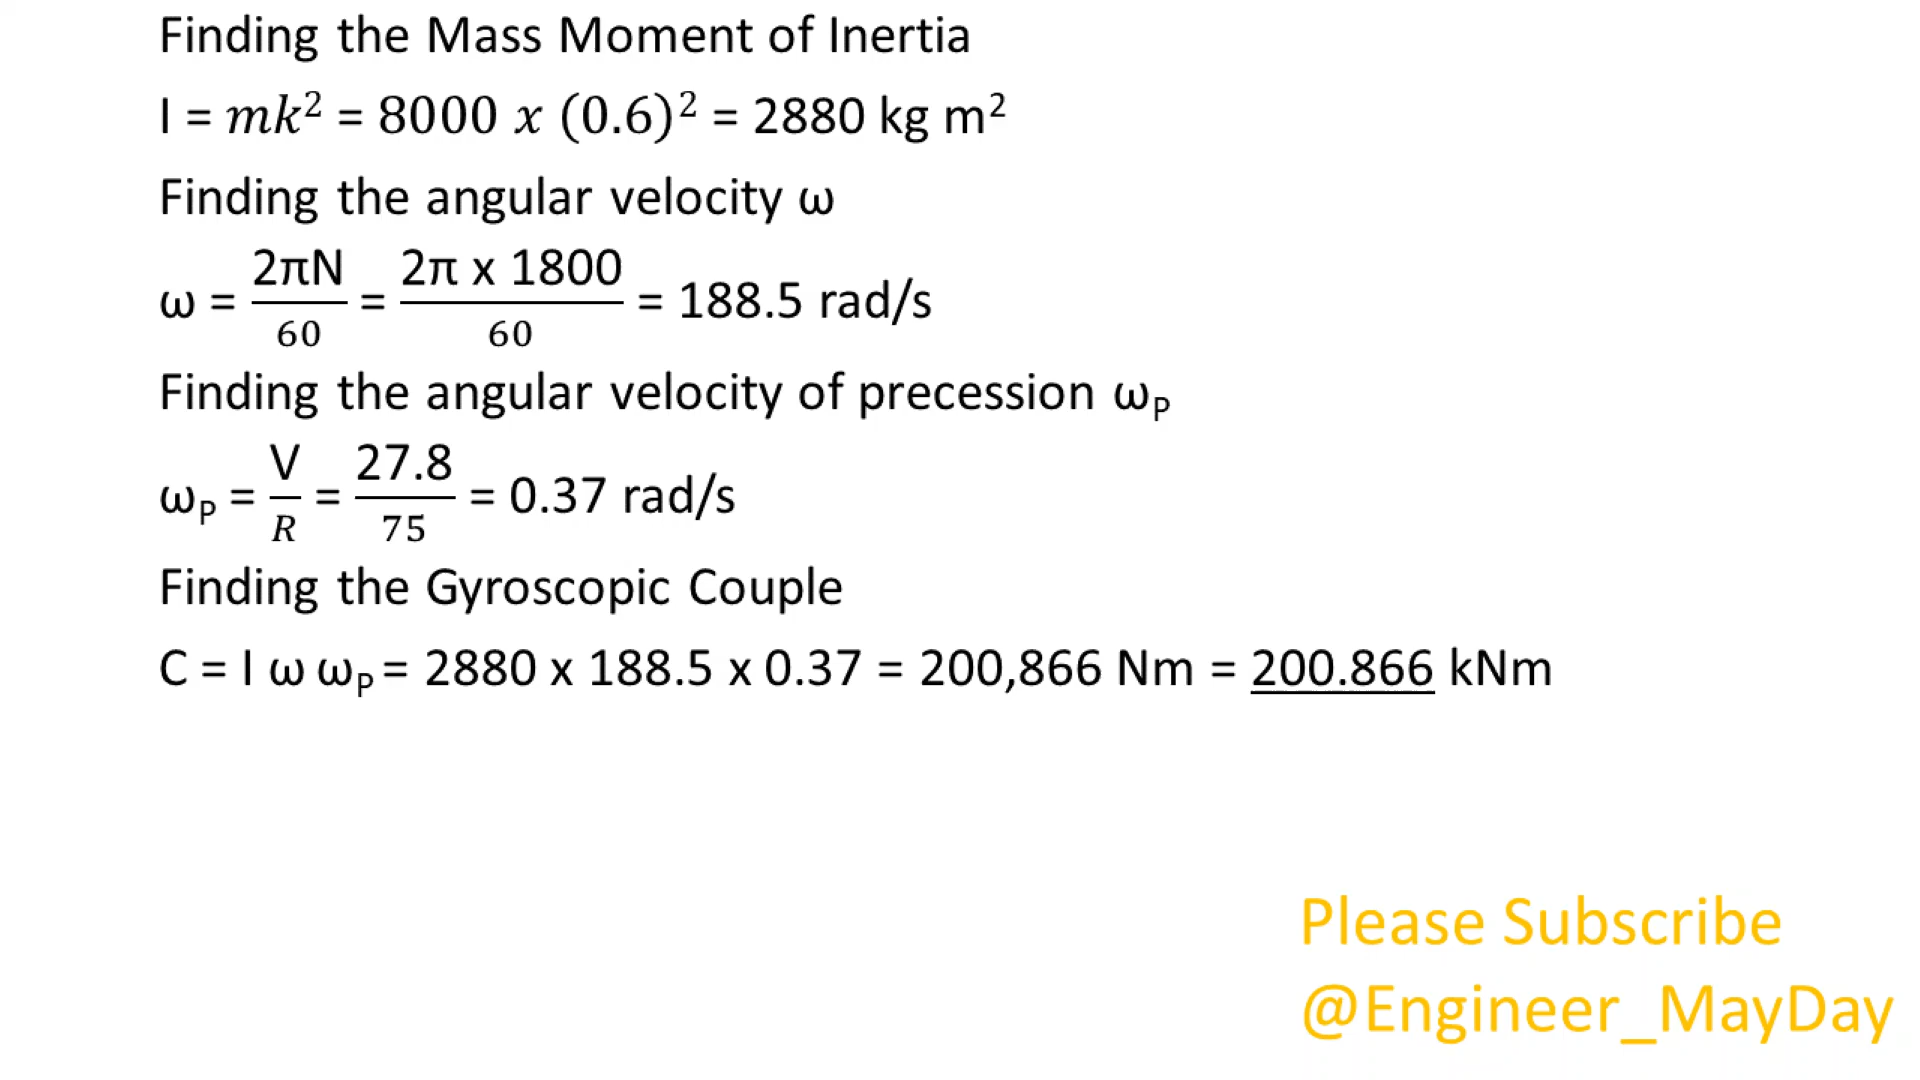 Finding the Mass Moment of Inertia
I = mk² = 8000 x (0.6)² = 2880 kg m²
Finding the angular velocity ω
ω = 2πN/60 = 2π x 1800/60 = 188.5 rad/s
Finding the angular velocity of precession ωₚ
ωₚ = V/R = 27.8/75 = 0.37 rad/s
Finding the Gyroscopic Couple
C = I ω ωₚ = 2880 x 188.5 x 0.37 = 200,866 Nm = 200.866 kNm
Please Subscribe
@Engineer_MayDay